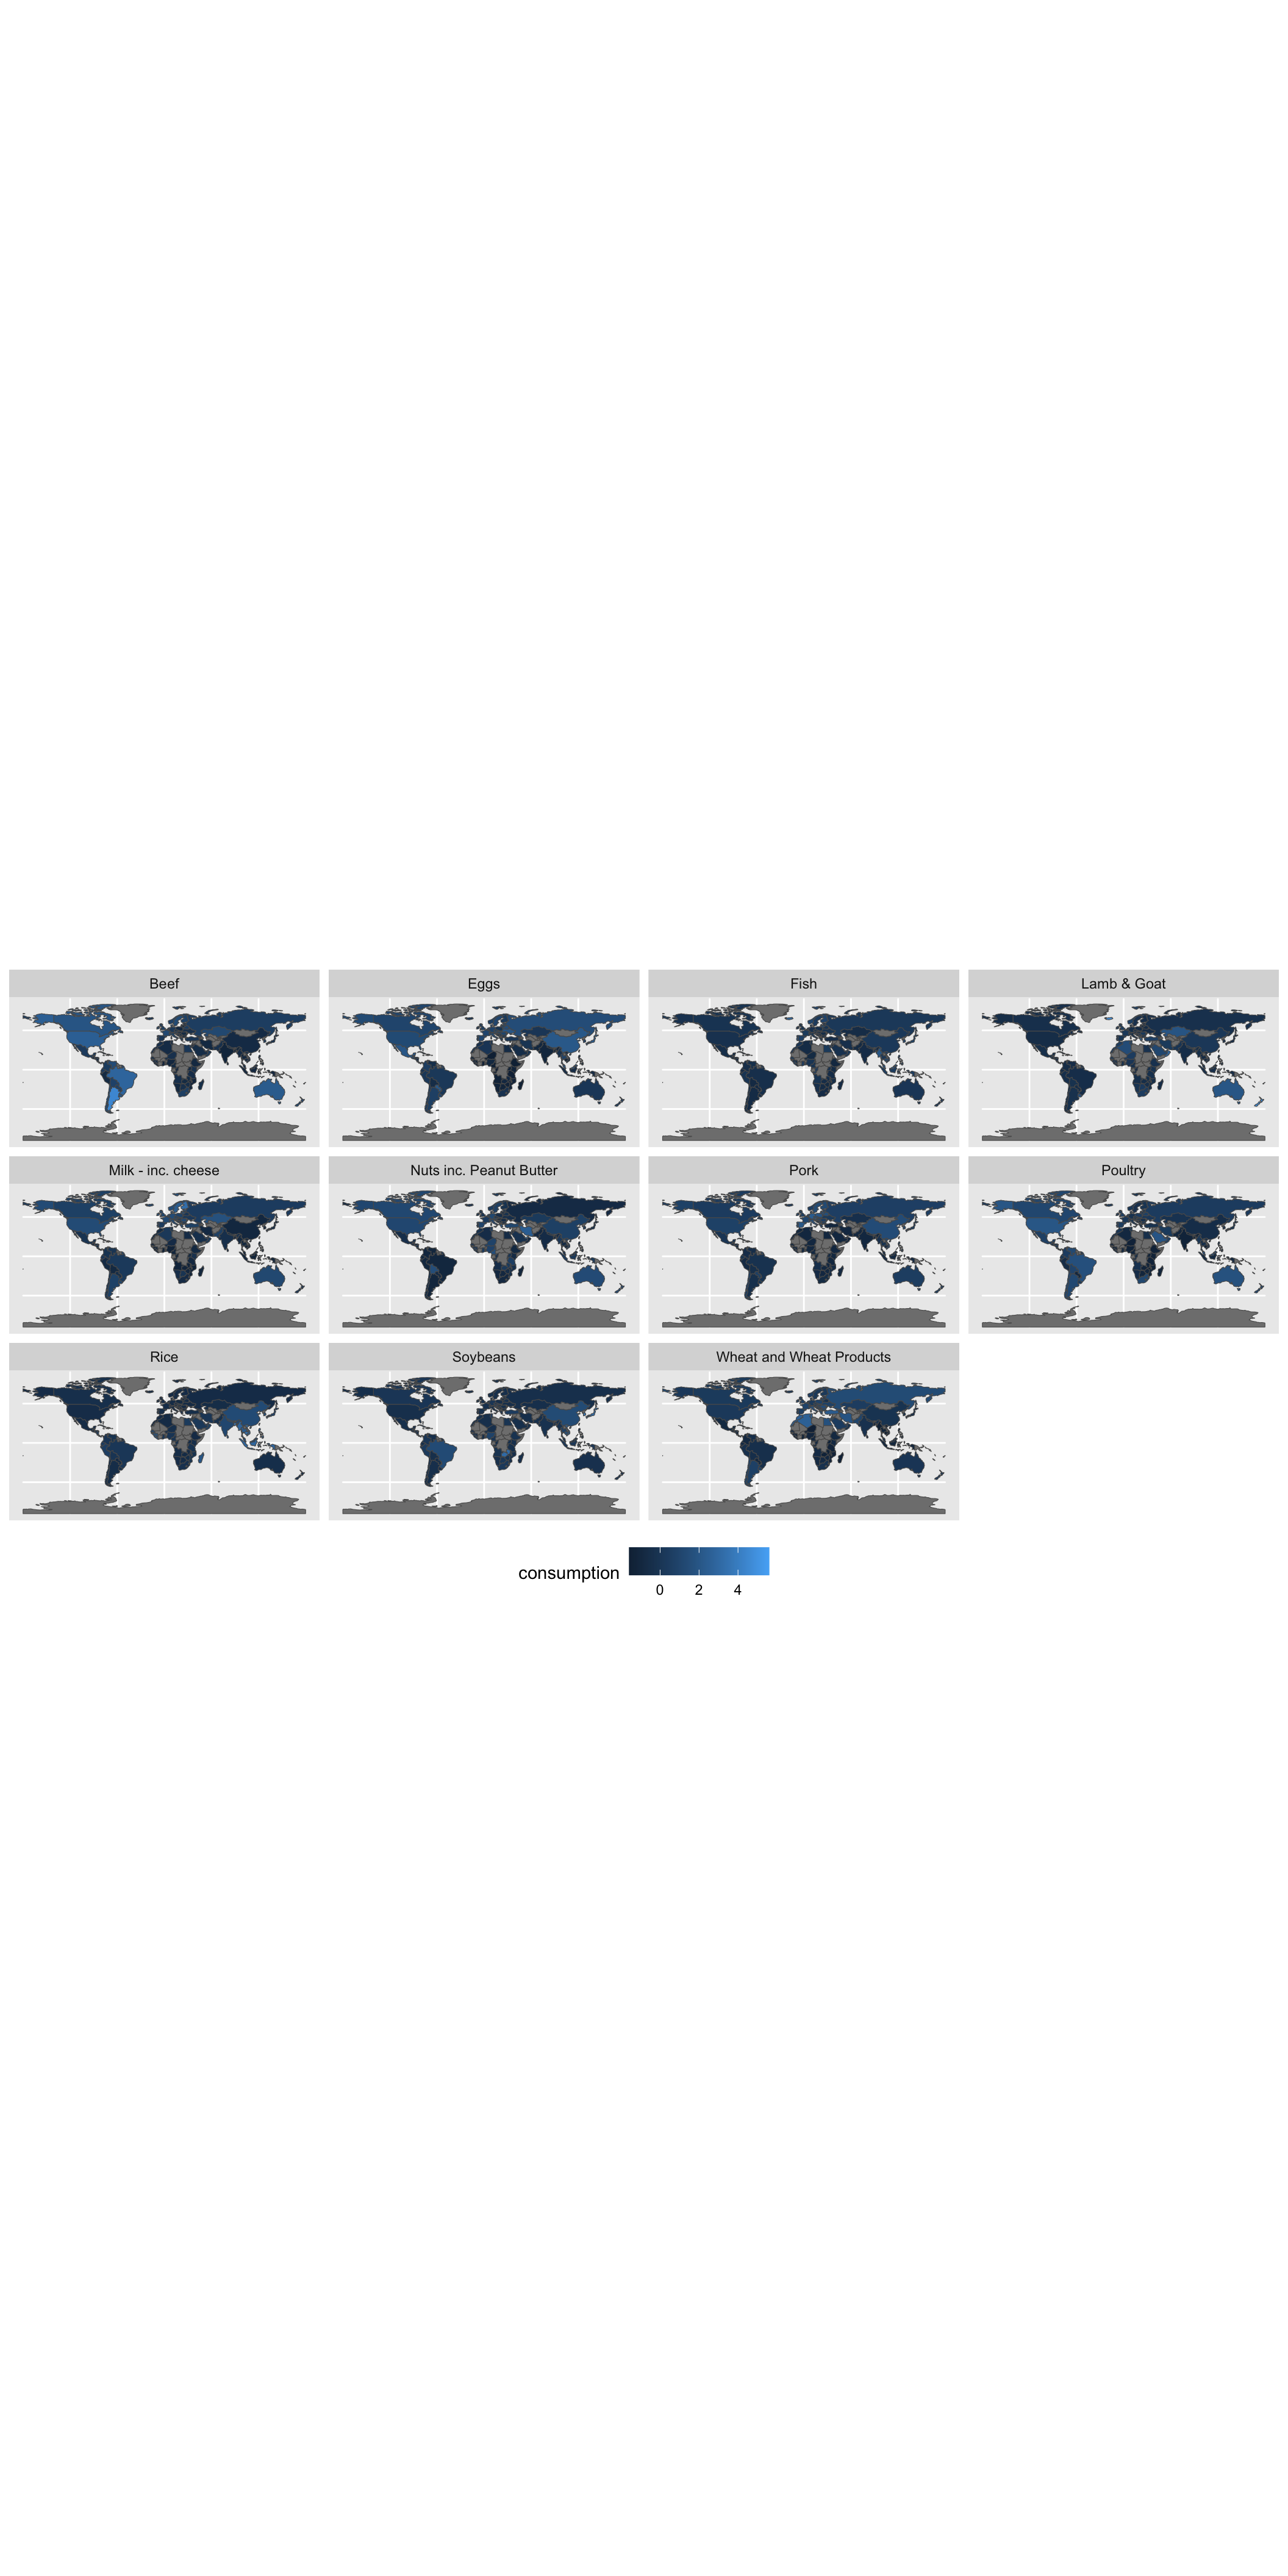 Beef
Eggs
Fish
Lamb & Goat
Milk - inc. cheese
Nuts inc. Peanut Butter
Pork
Poultry
Rice
Soybeans
Wheat and Wheat Products
consumption
0 2 4